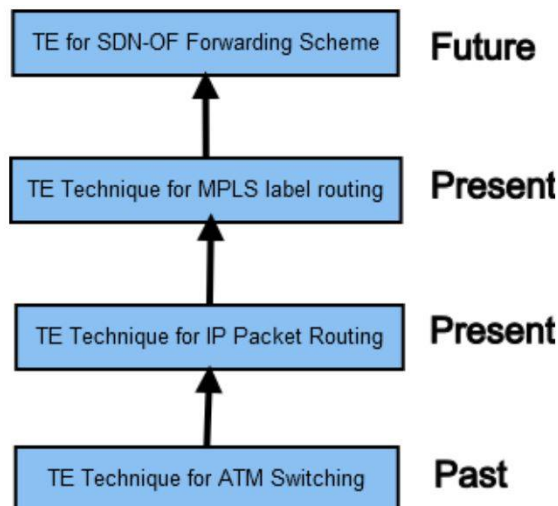 TE for SDN-OF Forwarding Scheme Future
TE Technique for MPLS label routing Present
TE Technique for IP Packet Routing Present
TE Technique for ATM Switching Past